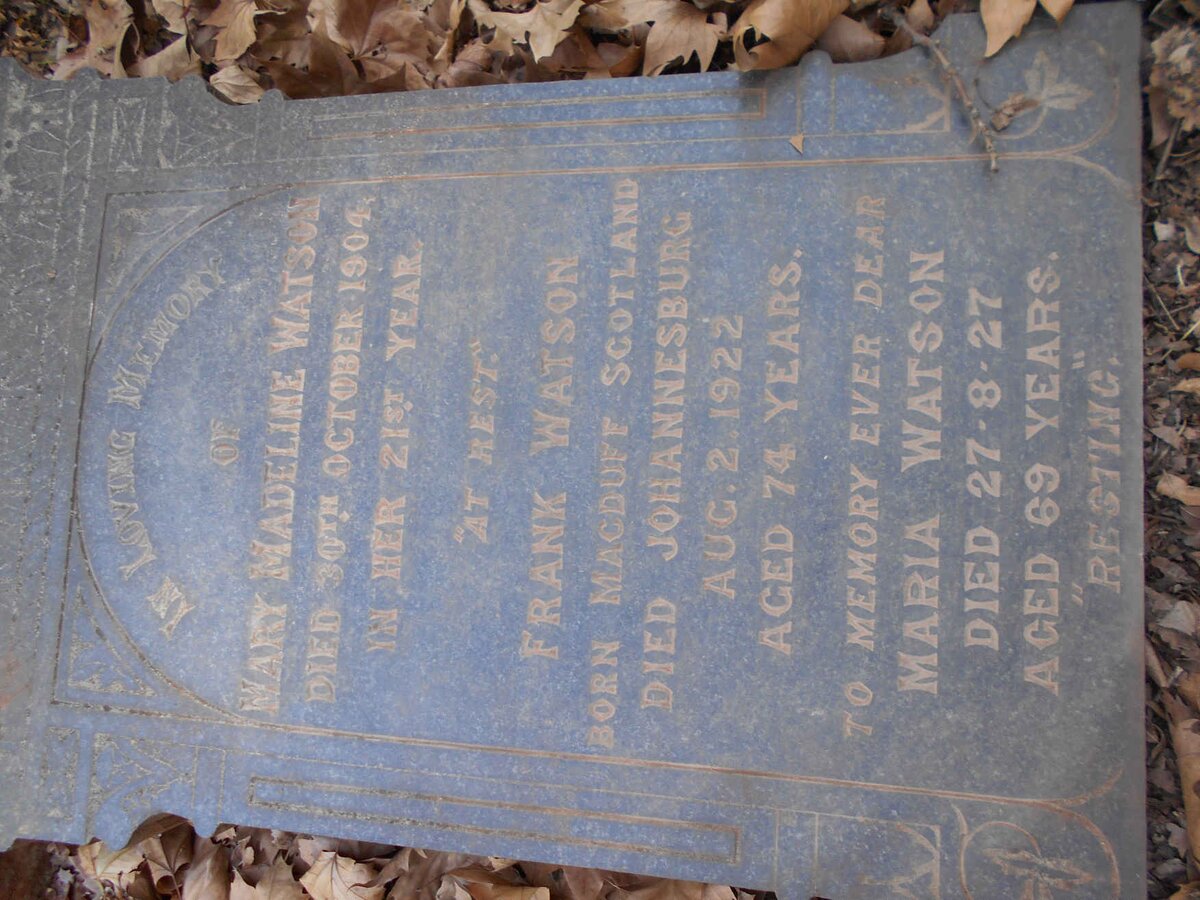 IN LOVING MEMORY
OF
MARY MADELINE WATSON
DIED 30TH OCTOBER 1904,
IN HER 21ST YEAR.
"AT REST."
FRANK WATSON
BORN MACDUFF SCOTLAND
DIED JOHANNESBURG
AUG. 2. 1922
AGED 74 YEARS.
TO MEMORY EVER DEAR
MARIA WATSON
DIED 27-8-27
AGED 69 YEARS.
"RESTING."